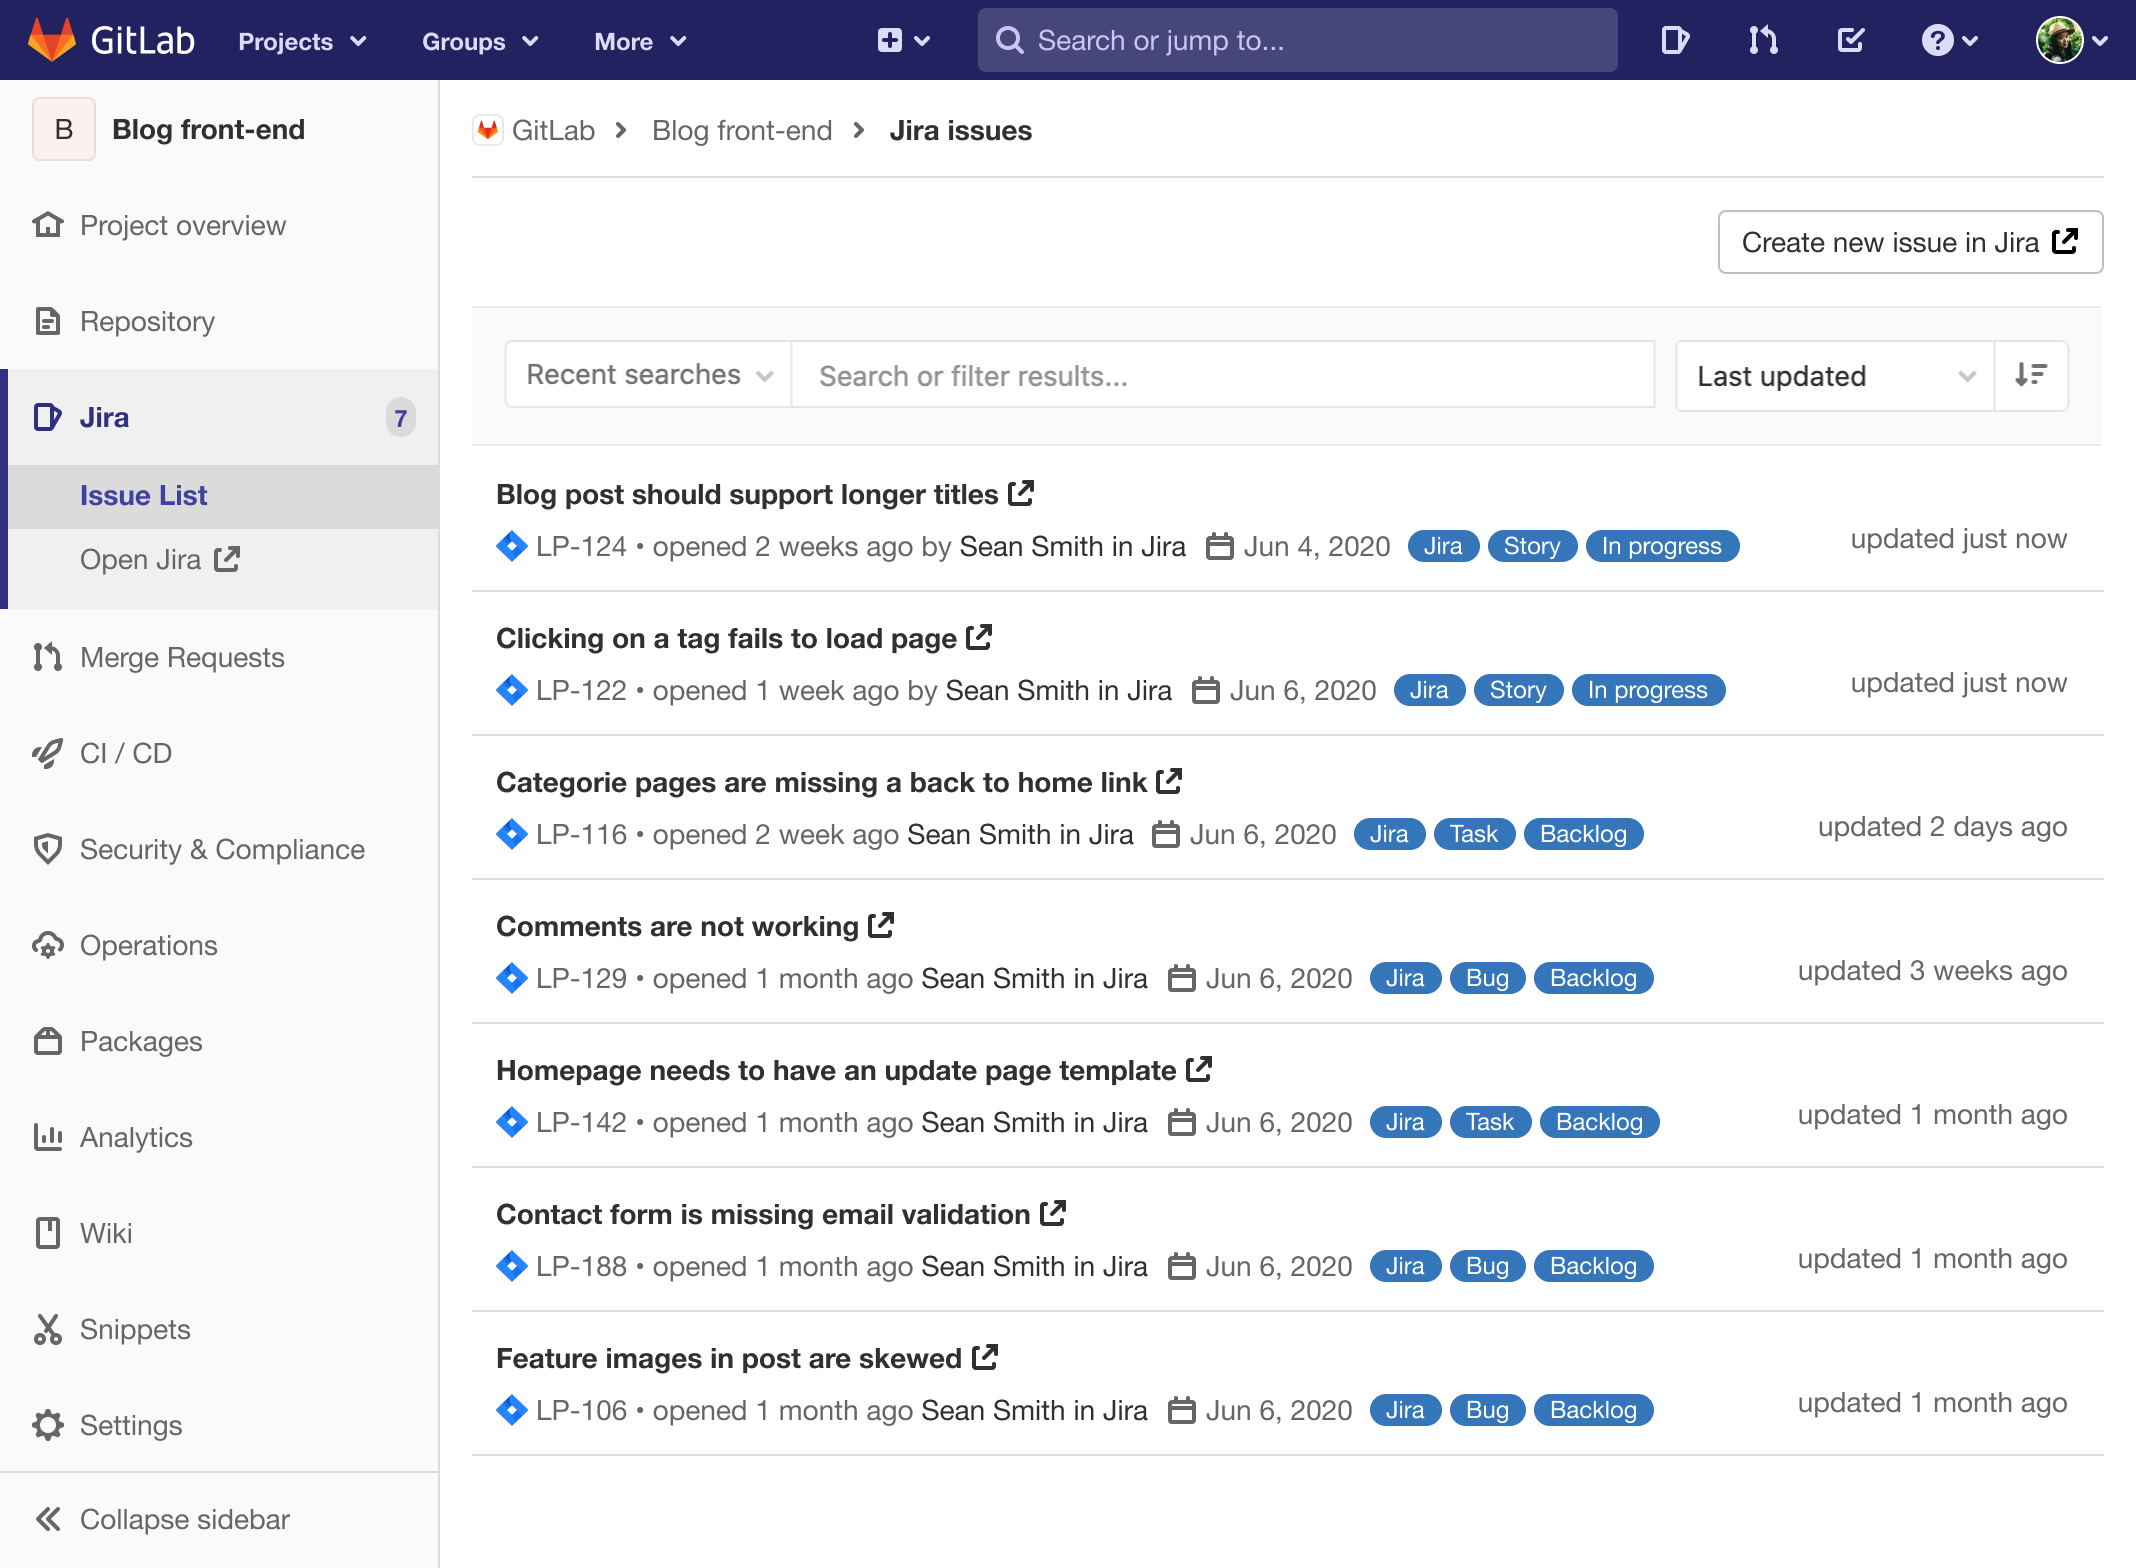 GitLab Projects Groups More Search or jump to...
B Blog front-end
Project overview
Repository
Jira 7
Issue List
Open Jira
Merge Requests
CI / CD
Security & Compliance
Operations
Packages
Analytics
Wiki
Snippets
Settings
Collapse sidebar
GitLab Blog front-end Jira issues
Create new issue in Jira
Recent searches Search or filter results... Last updated
Blog post should support longer titles
LP-124 • opened 2 weeks ago by Sean Smith in Jira Jun 4, 2020 Jira Story In progress updated just now
Clicking on a tag fails to load page
LP-122 • opened 1 week ago by Sean Smith in Jira Jun 6, 2020 Jira Story In progress updated just now
Categorie pages are missing a back to home link
LP-116 • opened 2 week ago Sean Smith in Jira Jun 6, 2020 Jira Task Backlog updated 2 days ago
Comments are not working
LP-129 • opened 1 month ago Sean Smith in Jira Jun 6, 2020 Jira Bug Backlog updated 3 weeks ago
Homepage needs to have an update page template
LP-142 • opened 1 month ago Sean Smith in Jira Jun 6, 2020 Jira Task Backlog updated 1 month ago
Contact form is missing email validation
LP-188 • opened 1 month ago Sean Smith in Jira Jun 6, 2020 Jira Bug Backlog updated 1 month ago
Feature images in post are skewed
LP-106 • opened 1 month ago Sean Smith in Jira Jun 6, 2020 Jira Bug Backlog updated 1 month ago